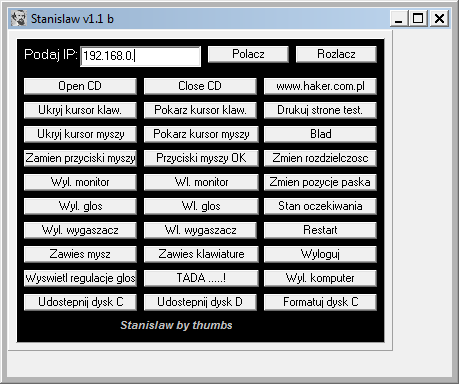 Stanislaw v1.1 b
Podaj IP: 192.168.0. Polacz Rozlacz
Open CD Close CD www.haker.com.pl
Ukryj kursor klaw. Pokarz kursor klaw. Drukuj strone test.
Ukryj kursor myszy Pokarz kursor myszy Blad
Zamien przyciski myszy Przyciski myszy OK Zmien rozdzielczosc
Wyl. monitor Wl. monitor Zmien pozycje paska
Wyl. glos Wl. glos Stan oczekiwania
Wyl. wygaszacz Wl. wygaszacz Restart
Zawies mysz Zawies klawiature Wyloguj
Wyswietl regulacje glos TADA .....! Wyl. komputer
Udostepnij dysk C Udostepnij dysk D Formatuj dysk C
Stanislaw by thumbs